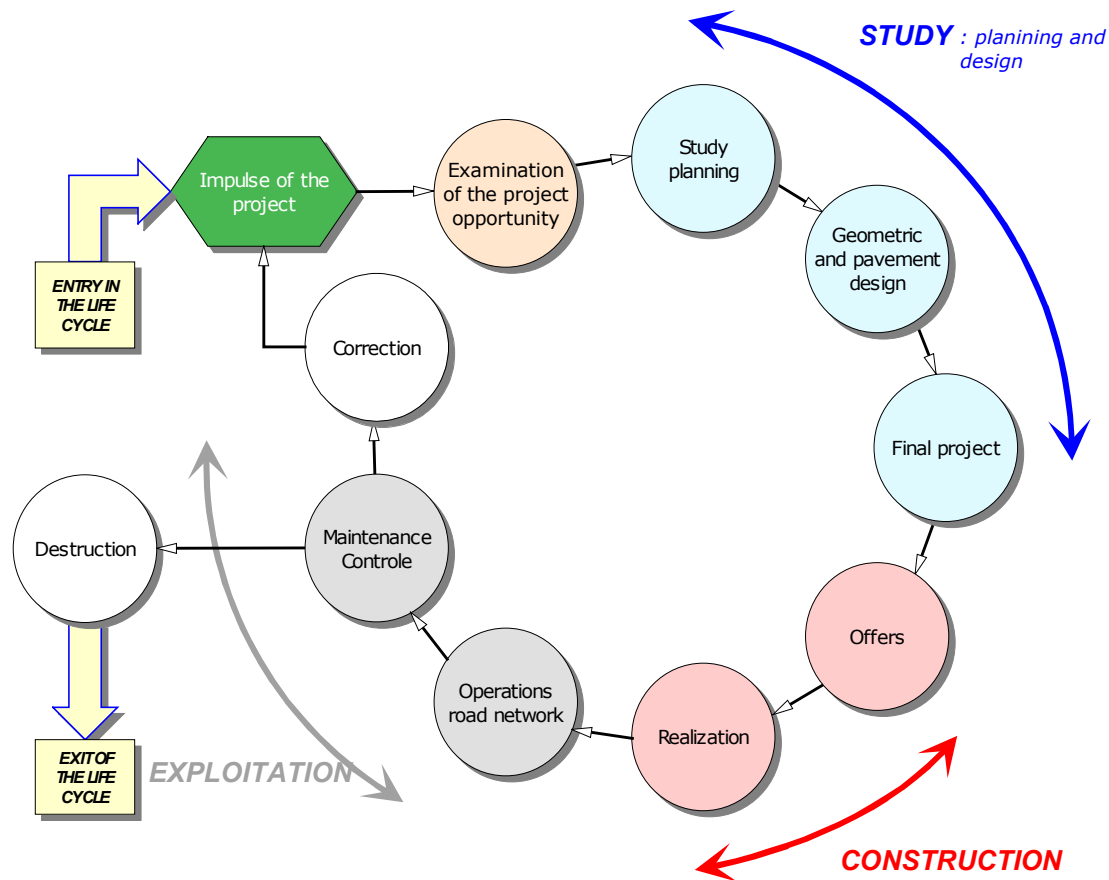 STUDY : planining and
design
Impulse of the
project
Examination
of the project
opportunity
Study
planning
Geometric
and pavement
design
ENTRY IN
THE LIFE
CYCLE
Correction
Final project
Destruction
Maintenance
Controle
Offers
Operations
road network
Realization
EXIT OF
THE LIFE
CYCLE
EXPLOITATION
CONSTRUCTION